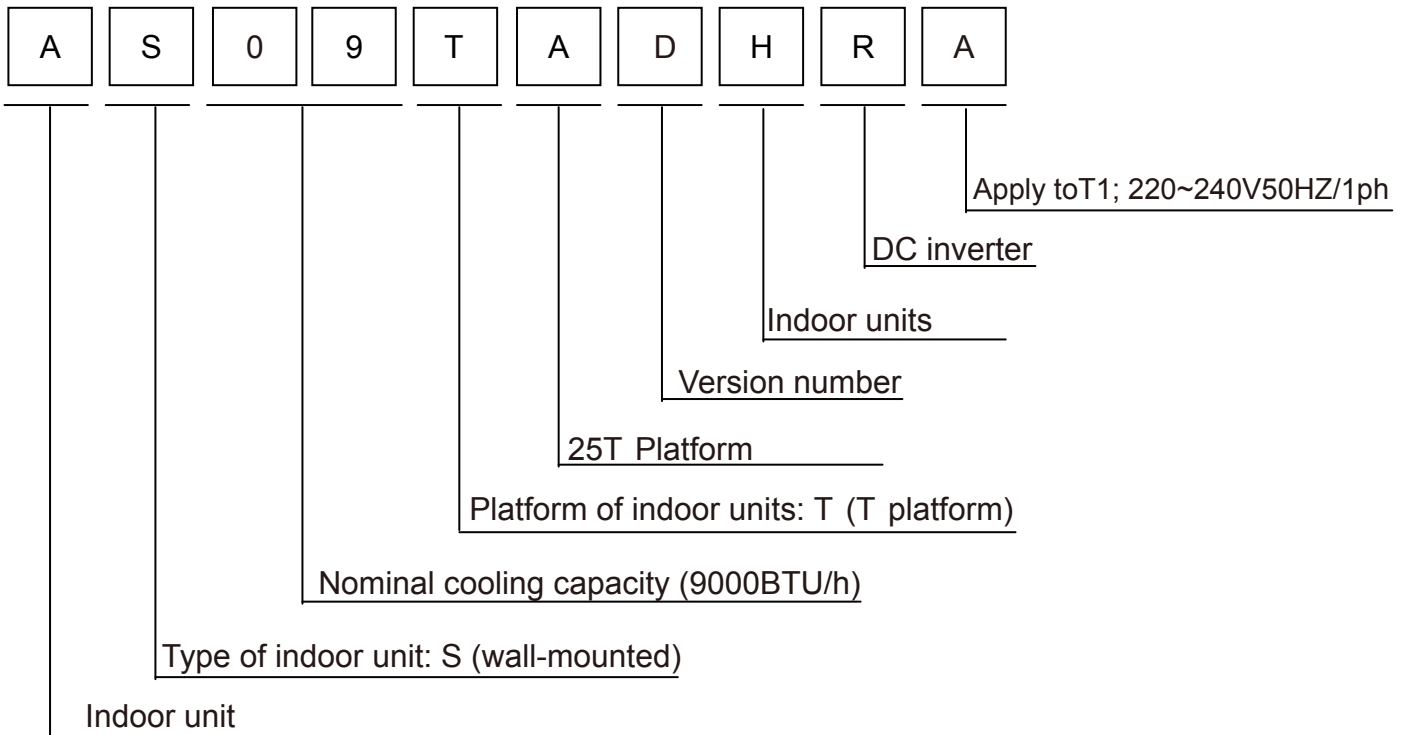 A S 0 9 T A D H R A
Apply toT1; 220~240V50HZ/1ph
DC inverter
Indoor units
Version number
25T Platform
Platform of indoor units: T (T platform)
Nominal cooling capacity (9000BTU/h)
Type of indoor unit: S (wall-mounted)
Indoor unit